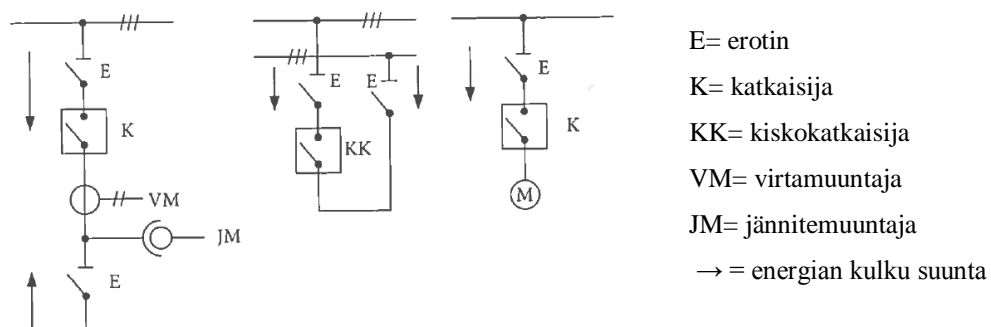 E
K
VM
JM
E
E
E
KK
E
K
M
E= erotin
K= katkaisija
KK= kiskokatkaisija
VM= virtamuuntaja
JM= jännitemuuntaja
→ = energian kulku suunta